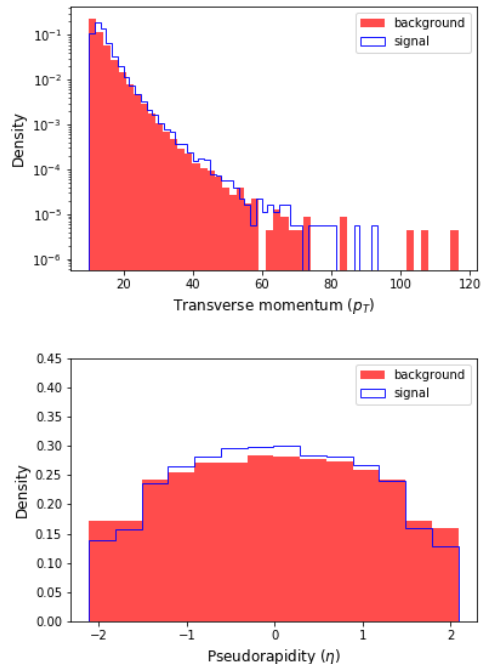 10⁻¹
10⁻²
10⁻³
10⁻⁴
10⁻⁵
10⁻⁶
Density
background
signal
20 40 60 80 100 120
Transverse momentum (p_T)
0.45
0.40
0.35
0.30
0.25
0.20
0.15
0.10
0.05
0.00
Density
background
signal
−2 −1 0 1 2
Pseudorapidity (η)